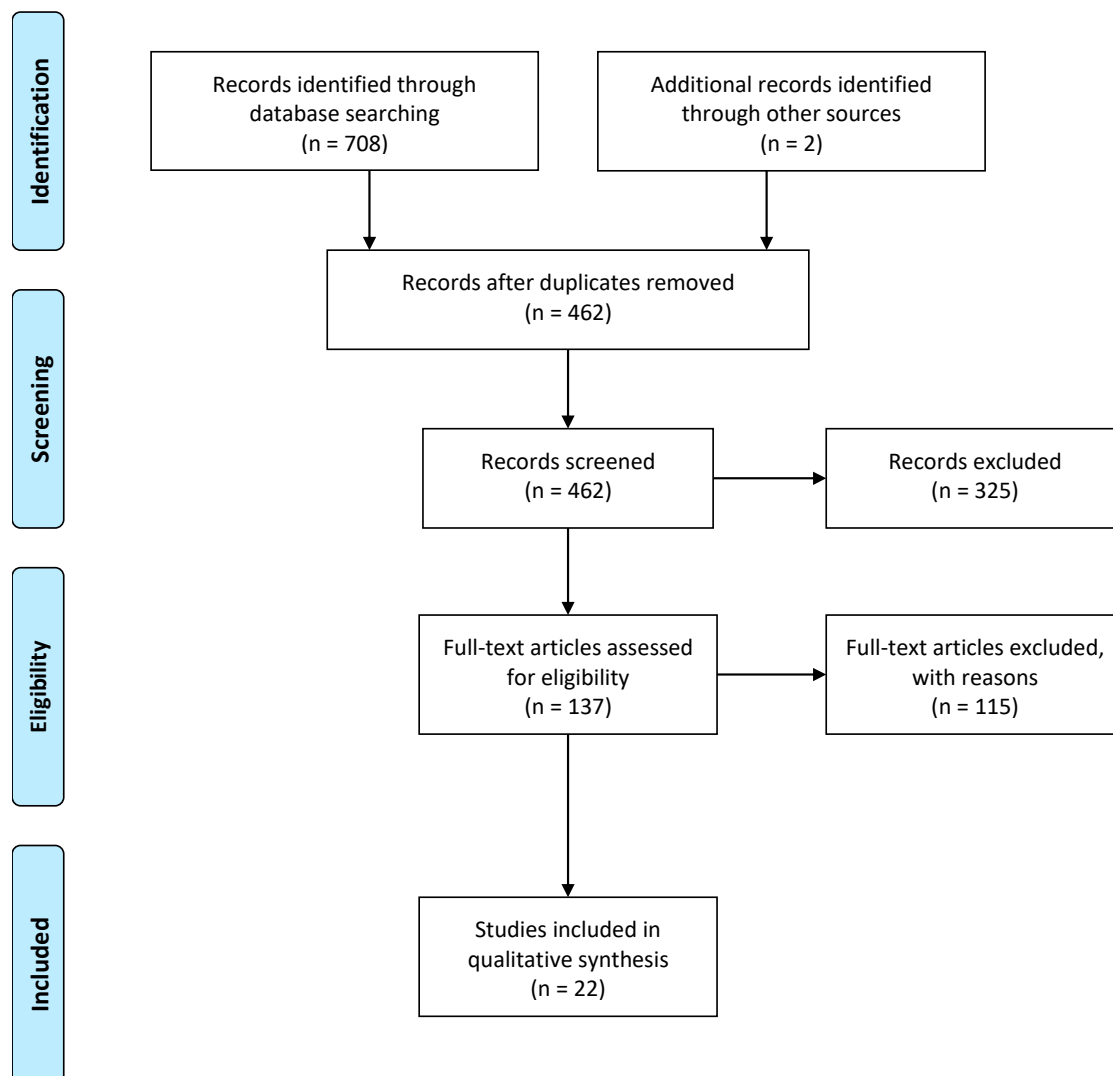 Identification
Records identified through
database searching
(n = 708)
Additional records identified
through other sources
(n = 2)
Records after duplicates removed
(n = 462)
Screening
Records screened
(n = 462)
Records excluded
(n = 325)
Eligibility
Full-text articles assessed
for eligibility
(n = 137)
Full-text articles excluded,
with reasons
(n = 115)
Included
Studies included in
qualitative synthesis
(n = 22)